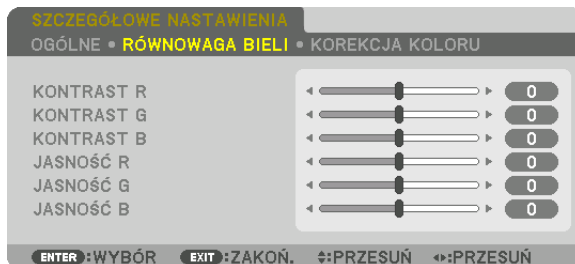 SZCZEGÓŁOWE NASTAWIENIA
OGÓLNE • RÓWNOWAGA BIELI • KOREKCJA KOLORU
KONTRAST R 0
KONTRAST G 0
KONTRAST B 0
JASNOŚĆ R 0
JASNOŚĆ G 0
JASNOŚĆ B 0
ENTER :WYBÓR EXIT :ZAKOŃ. :PRZESUŃ :PRZESUŃ